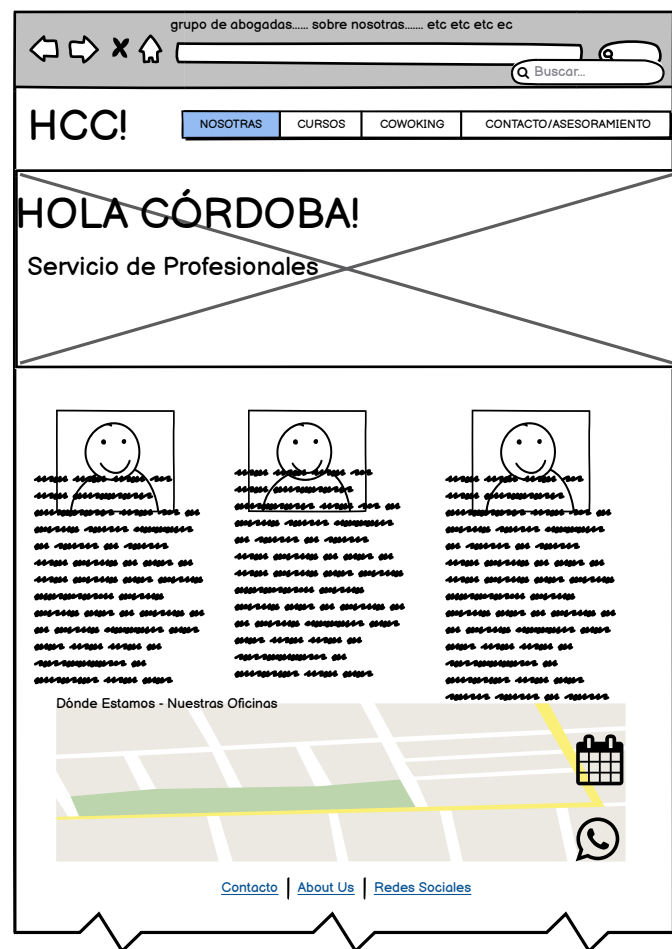 grupo de abogadas...... sobre nosotras....... etc etc etc ec
Buscar...
HCC!
NOSOTRAS
CURSOS
COWOKING
CONTACTO/ASESORAMIENTO
HOLA CÓRDOBA!
Servicio de Profesionales
Dónde Estamos - Nuestras Oficinas
Contacto
About Us
Redes Sociales